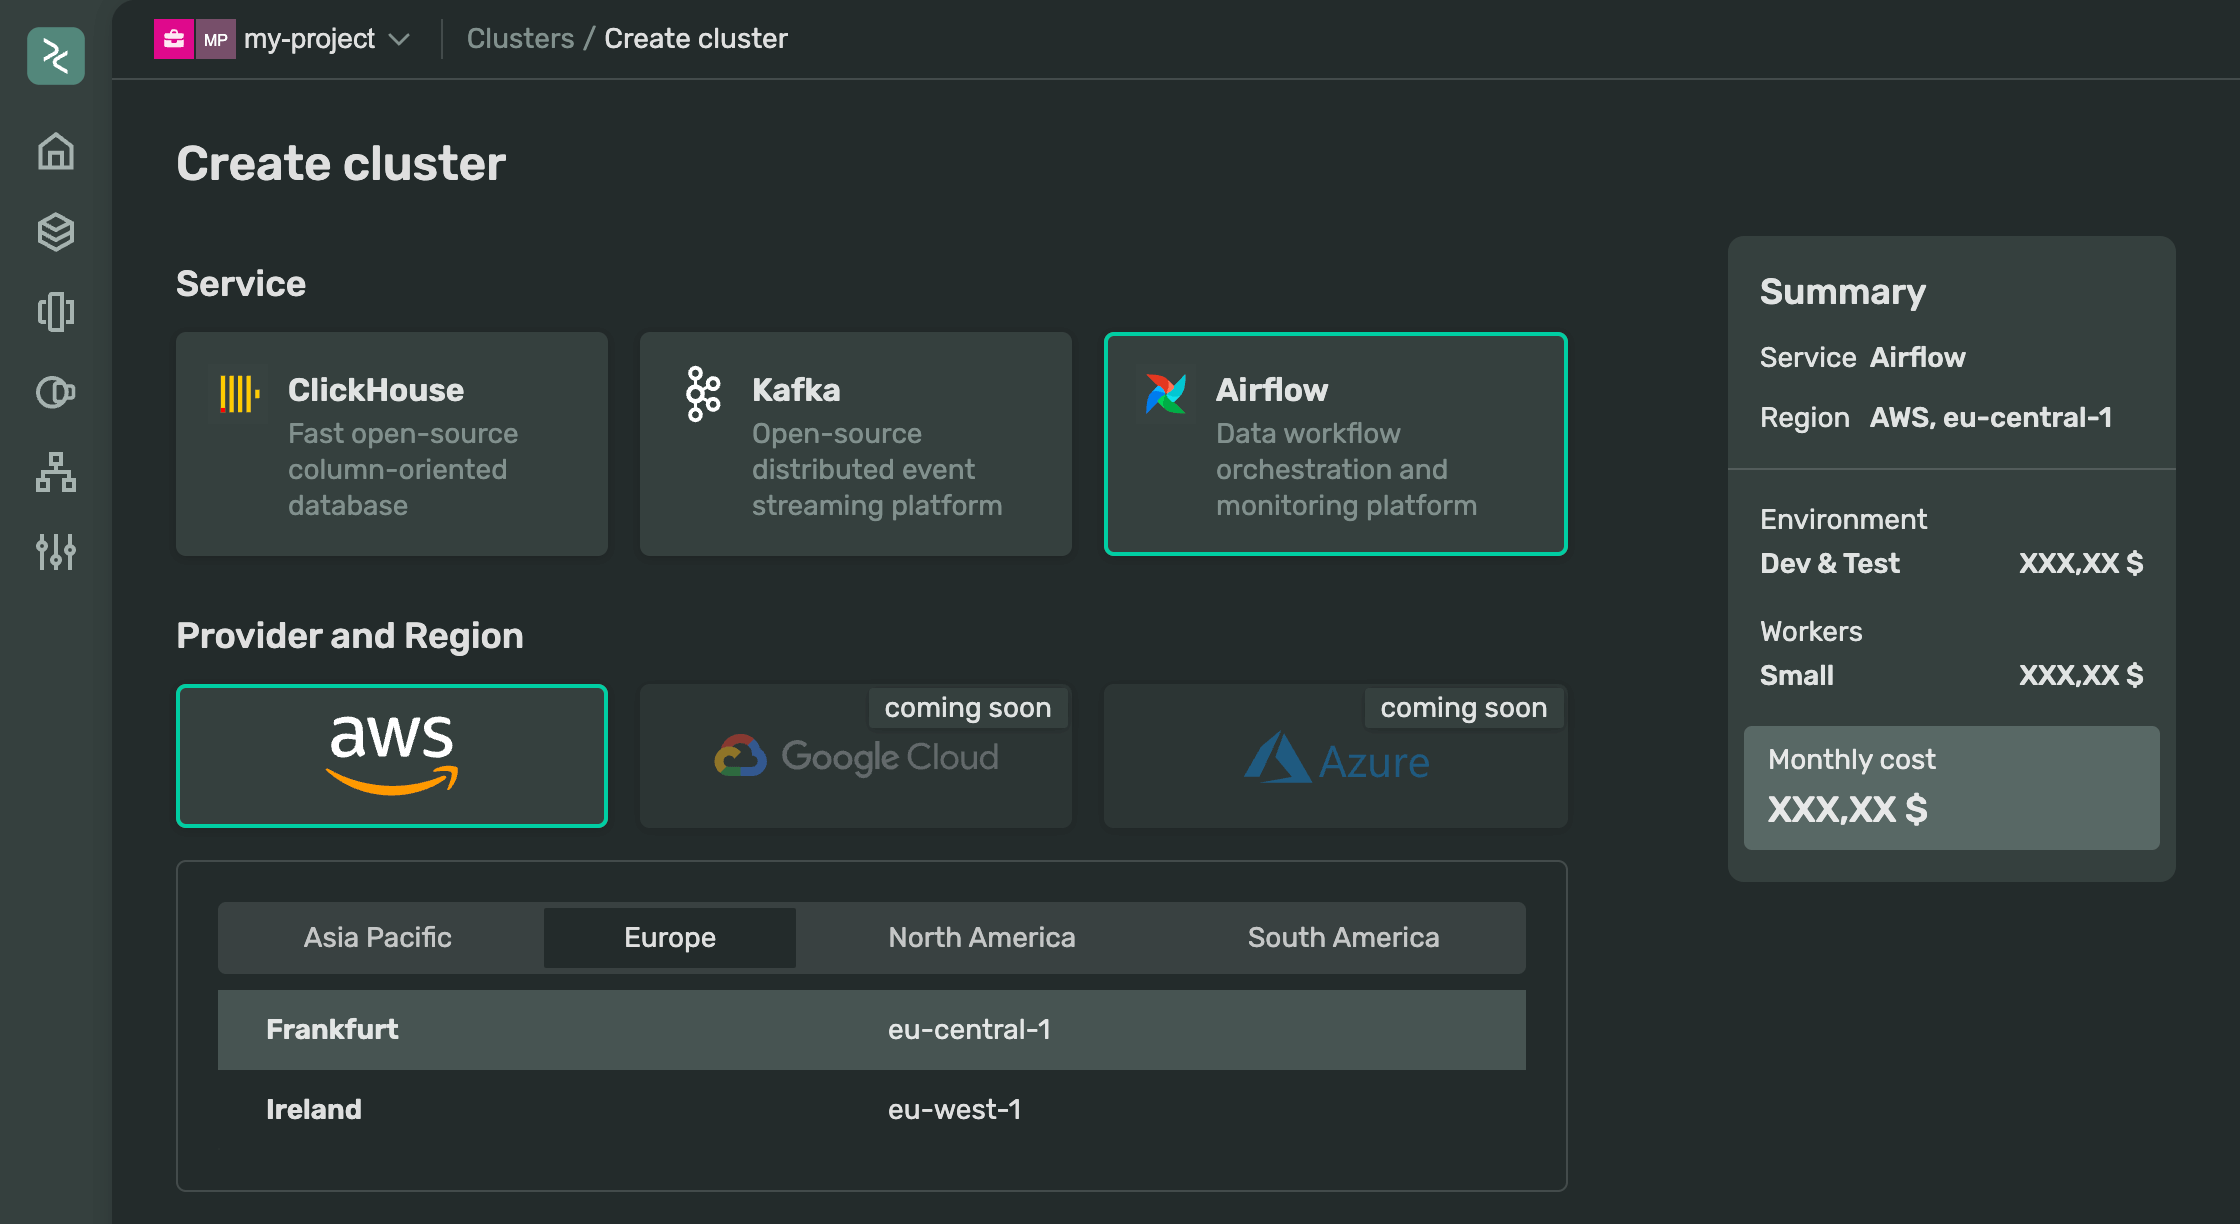 MP my-project Clusters / Create cluster
Create cluster
Service
ClickHouse
Fast open-source
column-oriented
database
Kafka
Open-source
distributed event
streaming platform
Airflow
Data workflow
orchestration and
monitoring platform
Provider and Region
aws
coming soon
Google Cloud
coming soon
Azure
Asia Pacific Europe North America South America
Frankfurt eu-central-1
Ireland eu-west-1
Summary
Service Airflow
Region AWS, eu-central-1
Environment
Dev & Test XXX,XX $
Workers
Small XXX,XX $
Monthly cost
XXX,XX $